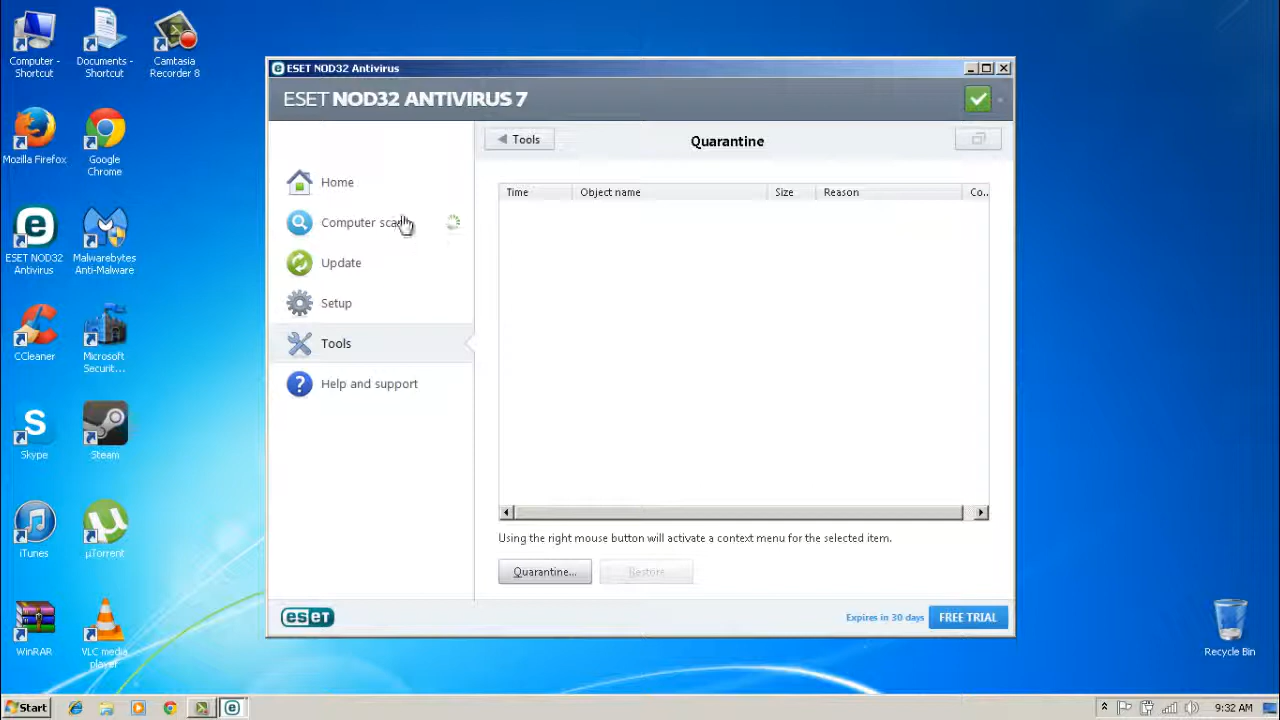 Computer -
Shortcut
Documents -
Shortcut
Camtasia
Recorder 8
Mozilla Firefox
Google
Chrome
ESET NOD32
Antivirus
Malwarebytes
Anti-Malware
CCleaner
Microsoft
Securit...
Skype
Steam
iTunes
µTorrent
WinRAR
VLC media
player
ESET NOD32 Antivirus
ESET NOD32 ANTIVIRUS 7
Home
Computer scan
Update
Setup
Tools
Help and support
Tools
Quarantine
Time Object name Size Reason Co..
Using the right mouse button will activate a context menu for the selected item.
Quarantine... Restore
eset
Expires in 30 days FREE TRIAL
Recycle Bin
Start
9:32 AM